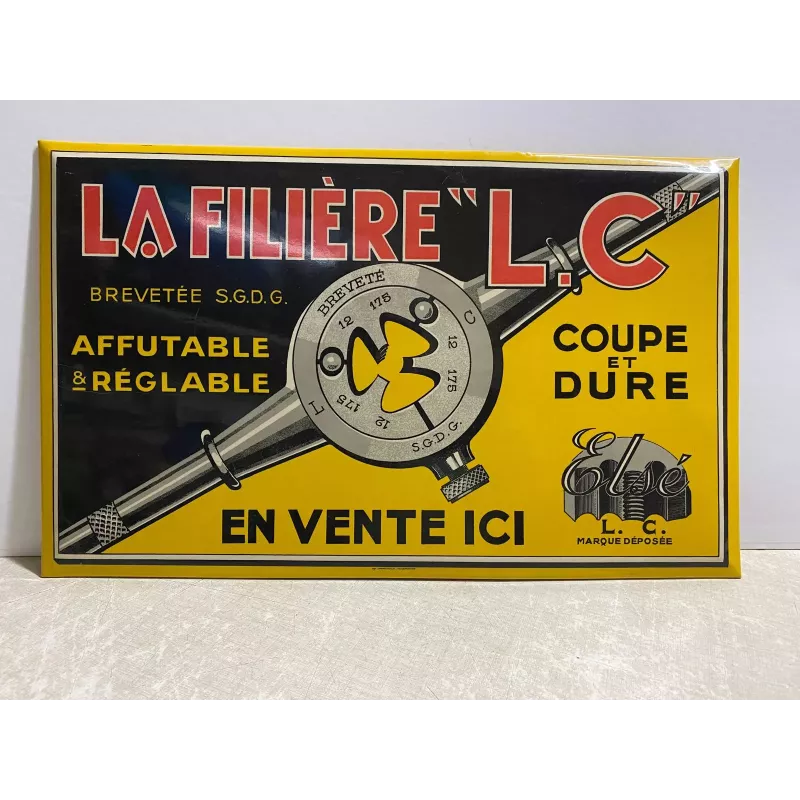 LA FILIÈRE "L.C"
BREVETÉE S.G.D.G.
AFFUTABLE
& RÉGLABLE
BREVETÉ
12 175
C
12 175
S.G.D.G.
12 175
L
COUPE
ET
DURE
EN VENTE ICI
Elsé
L. C.
MARQUE DÉPOSÉE